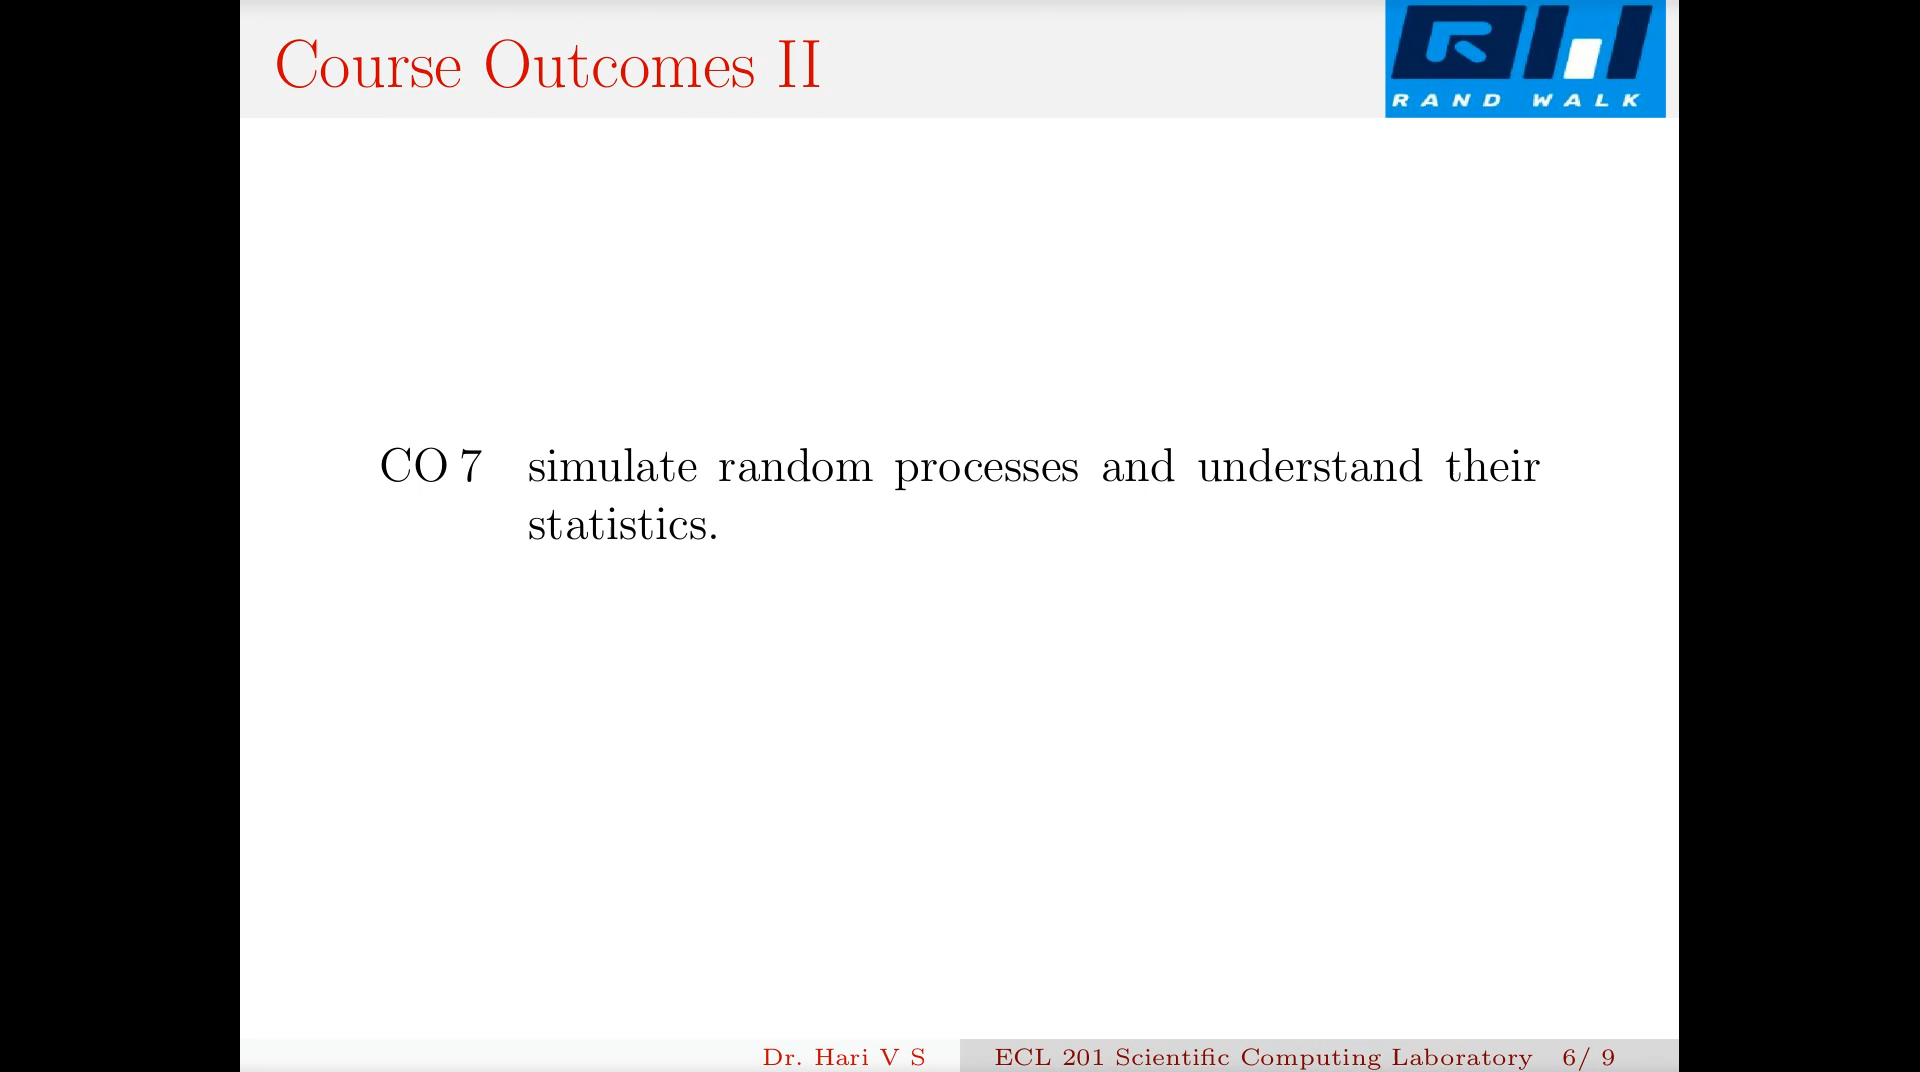 Course Outcomes II
RAND WALK
CO 7 simulate random processes and understand their
statistics.
Dr. Hari V S ECL 201 Scientific Computing Laboratory 6/ 9